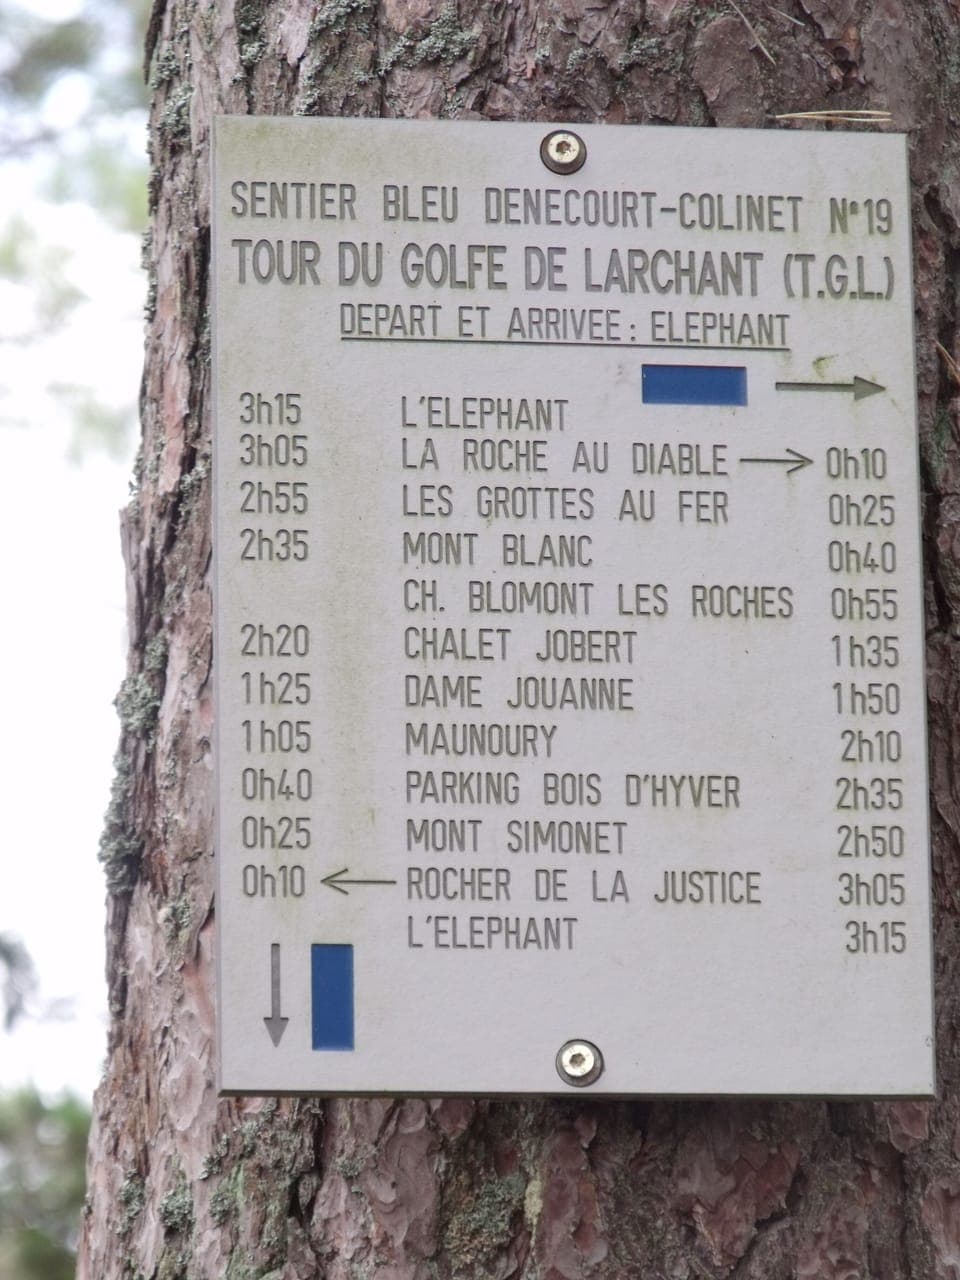 SENTIER BLEU DENECOURT-COLINET N°19
TOUR DU GOLFE DE LARCHANT (T.G.L.)
DEPART ET ARRIVEE : ELEPHANT
3h15 L'ELEPHANT
3h05 LA ROCHE AU DIABLE → 0h10
2h55 LES GROTTES AU FER 0h25
2h35 MONT BLANC 0h40
CH. BLOMONT LES ROCHES 0h55
2h20 CHALET JOBERT 1h35
1h25 DAME JOUANNE 1h50
1h05 MAUNOURY 2h10
0h40 PARKING BOIS D'HYVER 2h35
0h25 MONT SIMONET 2h50
0h10 ← ROCHER DE LA JUSTICE 3h05
L'ELEPHANT 3h15